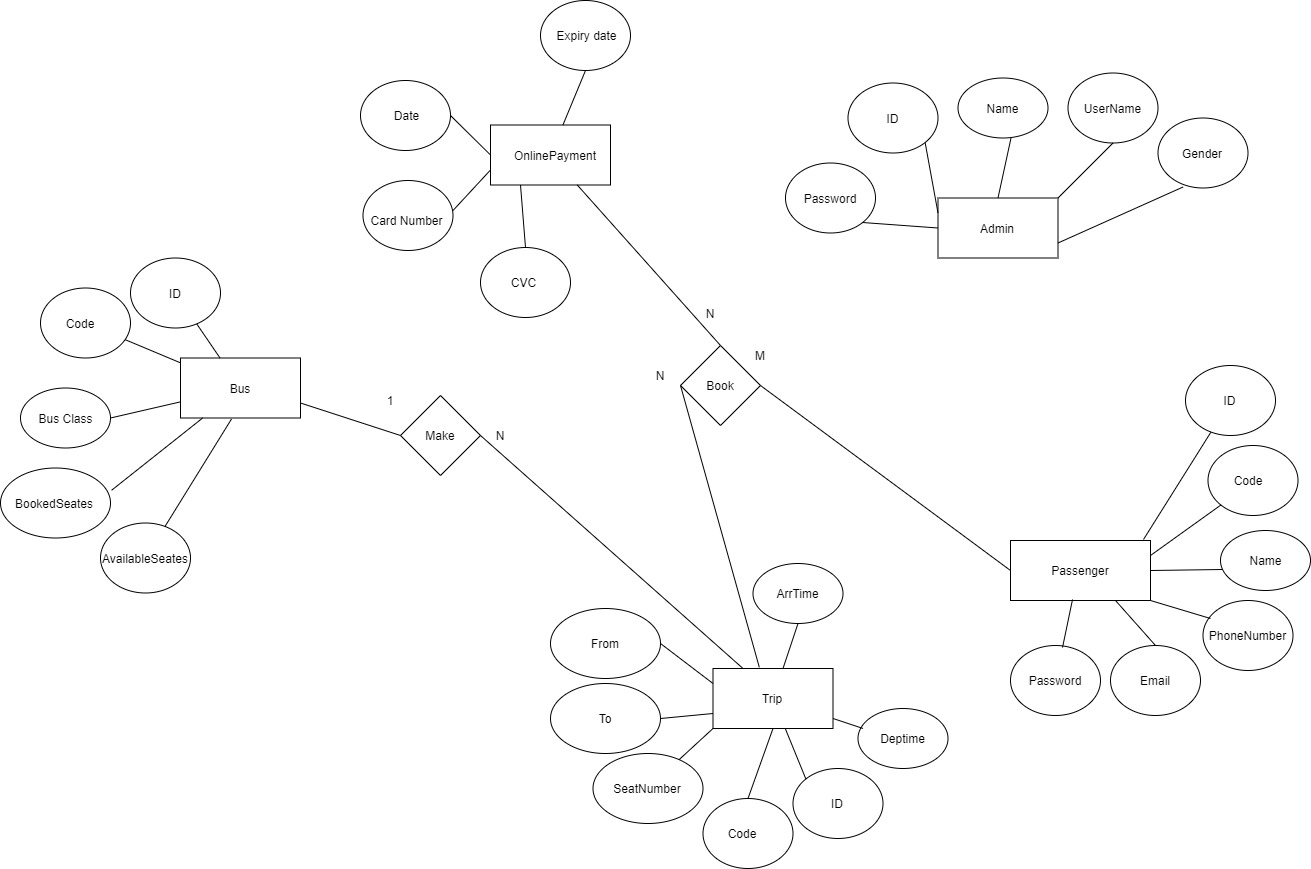 Expiry date
Date
OnlinePayment
Card Number
CVC
ID
Name
UserName
Gender
Password
Admin
ID
Code
Bus
Bus Class
BookedSeates
AvailableSeates
1
Make
N
N
M
N
Book
ID
Code
Name
Passenger
PhoneNumber
Password
Email
ArrTime
From
Trip
To
Deptime
SeatNumber
ID
Code